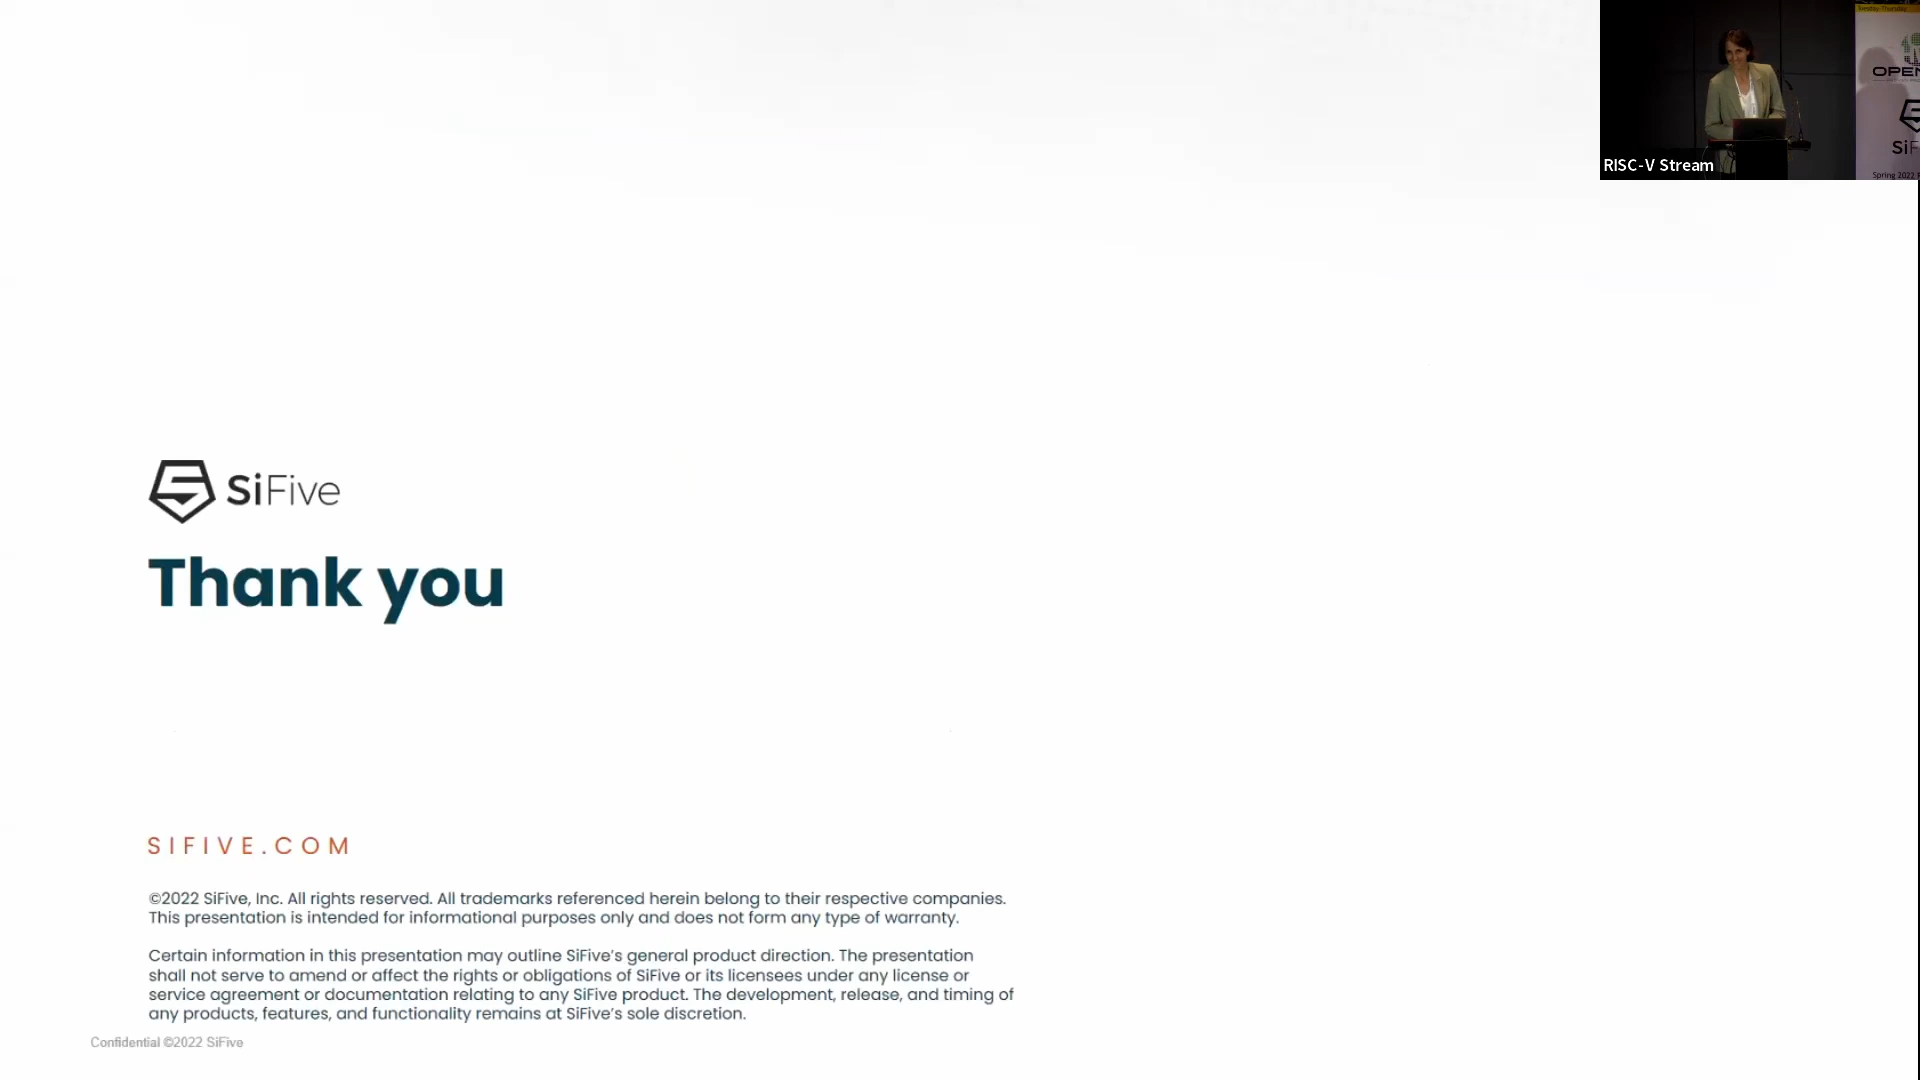 RISC-V Stream
Spring 2022
SiFive
Thank you
SIFIVE.COM
©2022 SiFive, Inc. All rights reserved. All trademarks referenced herein belong to their respective companies.
This presentation is intended for informational purposes only and does not form any type of warranty.
Certain information in this presentation may outline SiFive’s general product direction. The presentation
shall not serve to amend or affect the rights or obligations of SiFive or its licensees under any license or
service agreement or documentation relating to any SiFive product. The development, release, and timing of
any products, features, and functionality remains at SiFive’s sole discretion.
Confidential ©2022 SiFive